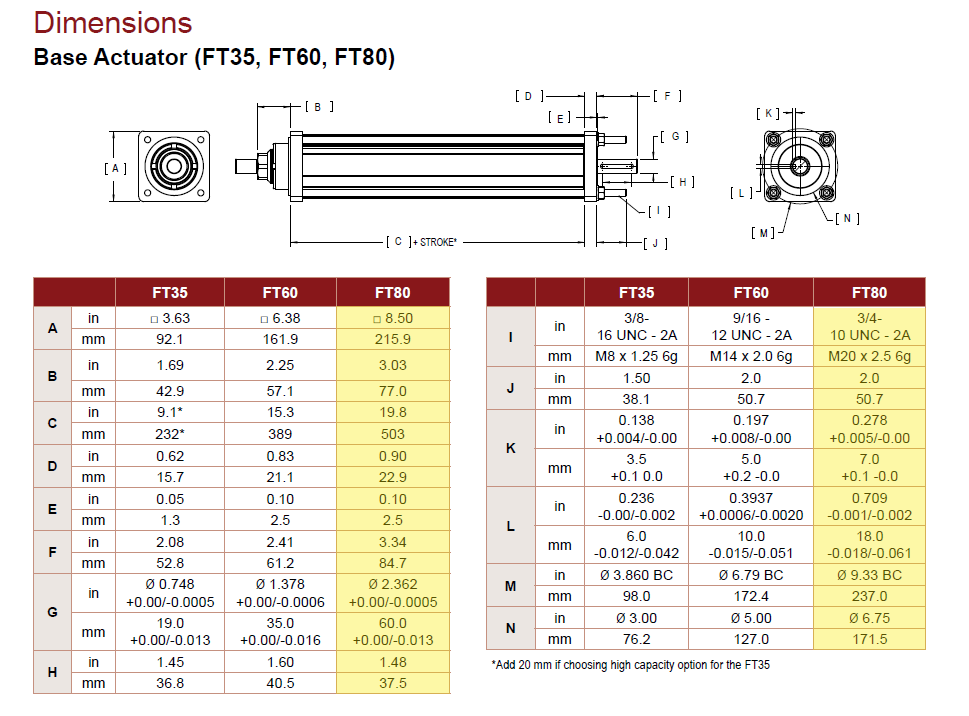 Dimensions
Base Actuator (FT35, FT60, FT80)
[ B ]
[ D ]
[ F ]
[ E ]
[ K ]
[ G ]
[ A ]
[ H ]
[ L ]
[ I ]
[ N ]
[ M ]
[ C ] + STROKE*
[ J ]
FT35 FT60 FT80
A in □ 3.63 □ 6.38 □ 8.50
mm 92.1 161.9 215.9
B in 1.69 2.25 3.03
mm 42.9 57.1 77.0
C in 9.1* 15.3 19.8
mm 232* 389 503
D in 0.62 0.83 0.90
mm 15.7 21.1 22.9
E in 0.05 0.10 0.10
mm 1.3 2.5 2.5
F in 2.08 2.41 3.34
mm 52.8 61.2 84.7
G in Ø 0.748 Ø 1.378 Ø 2.362
+0.00/-0.0005 +0.00/-0.0006 +0.00/-0.0005
mm 19.0 35.0 60.0
+0.00/-0.013 +0.00/-0.016 +0.00/-0.013
H in 1.45 1.60 1.48
mm 36.8 40.5 37.5
FT35 FT60 FT80
I in 3/8- 9/16 - 3/4-
16 UNC - 2A 12 UNC - 2A 10 UNC - 2A
mm M8 x 1.25 6g M14 x 2.0 6g M20 x 2.5 6g
J in 1.50 2.0 2.0
mm 38.1 50.7 50.7
K in 0.138 0.197 0.278
+0.004/-0.00 +0.008/-0.00 +0.005/-0.00
mm 3.5 5.0 7.0
+0.1 0.0 +0.2 -0.0 +0.1 -0.0
L in 0.236 0.3937 0.709
-0.00/-0.002 +0.0006/-0.0020 -0.001/-0.002
mm 6.0 10.0 18.0
-0.012/-0.042 -0.015/-0.051 -0.018/-0.061
M in Ø 3.860 BC Ø 6.79 BC Ø 9.33 BC
mm 98.0 172.4 237.0
N in Ø 3.00 Ø 5.00 Ø 6.75
mm 76.2 127.0 171.5
*Add 20 mm if choosing high capacity option for the FT35